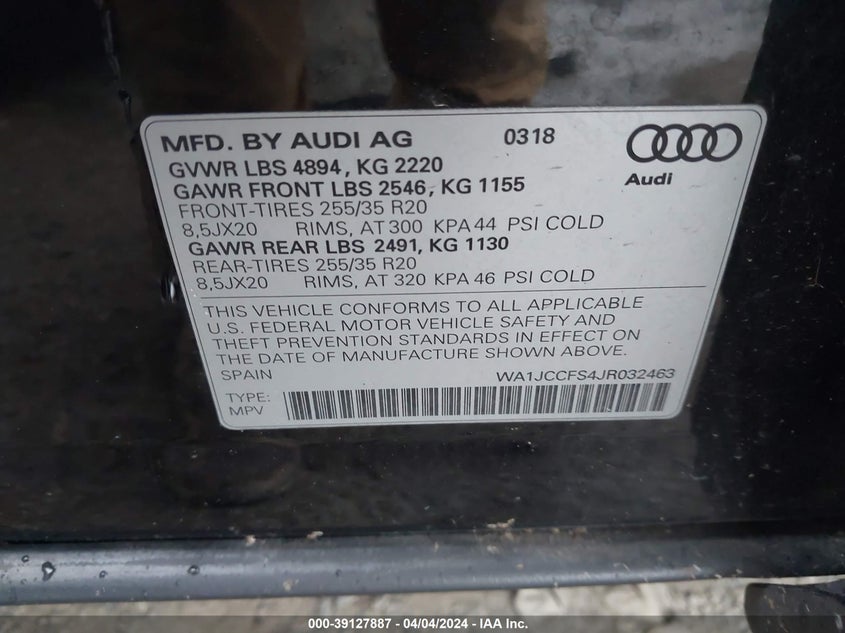 MFD. BY AUDI AG 0318
Audi
GVWR LBS 4894, KG 2220
GAWR FRONT LBS 2546, KG 1155
FRONT-TIRES 255/35 R20
8,5JX20 RIMS, AT 300 KPA 44 PSI COLD
GAWR REAR LBS 2491, KG 1130
REAR-TIRES 255/35 R20
8,5JX20 RIMS, AT 320 KPA 46 PSI COLD
THIS VEHICLE CONFORMS TO ALL APPLICABLE
U.S. FEDERAL MOTOR VEHICLE SAFETY AND
THEFT PREVENTION STANDARDS IN EFFECT ON
THE DATE OF MANUFACTURE SHOWN ABOVE.
SPAIN WA1JCCFS4JR032463
TYPE:
MPV
000-39127887 - 04/04/2024 - IAA Inc.